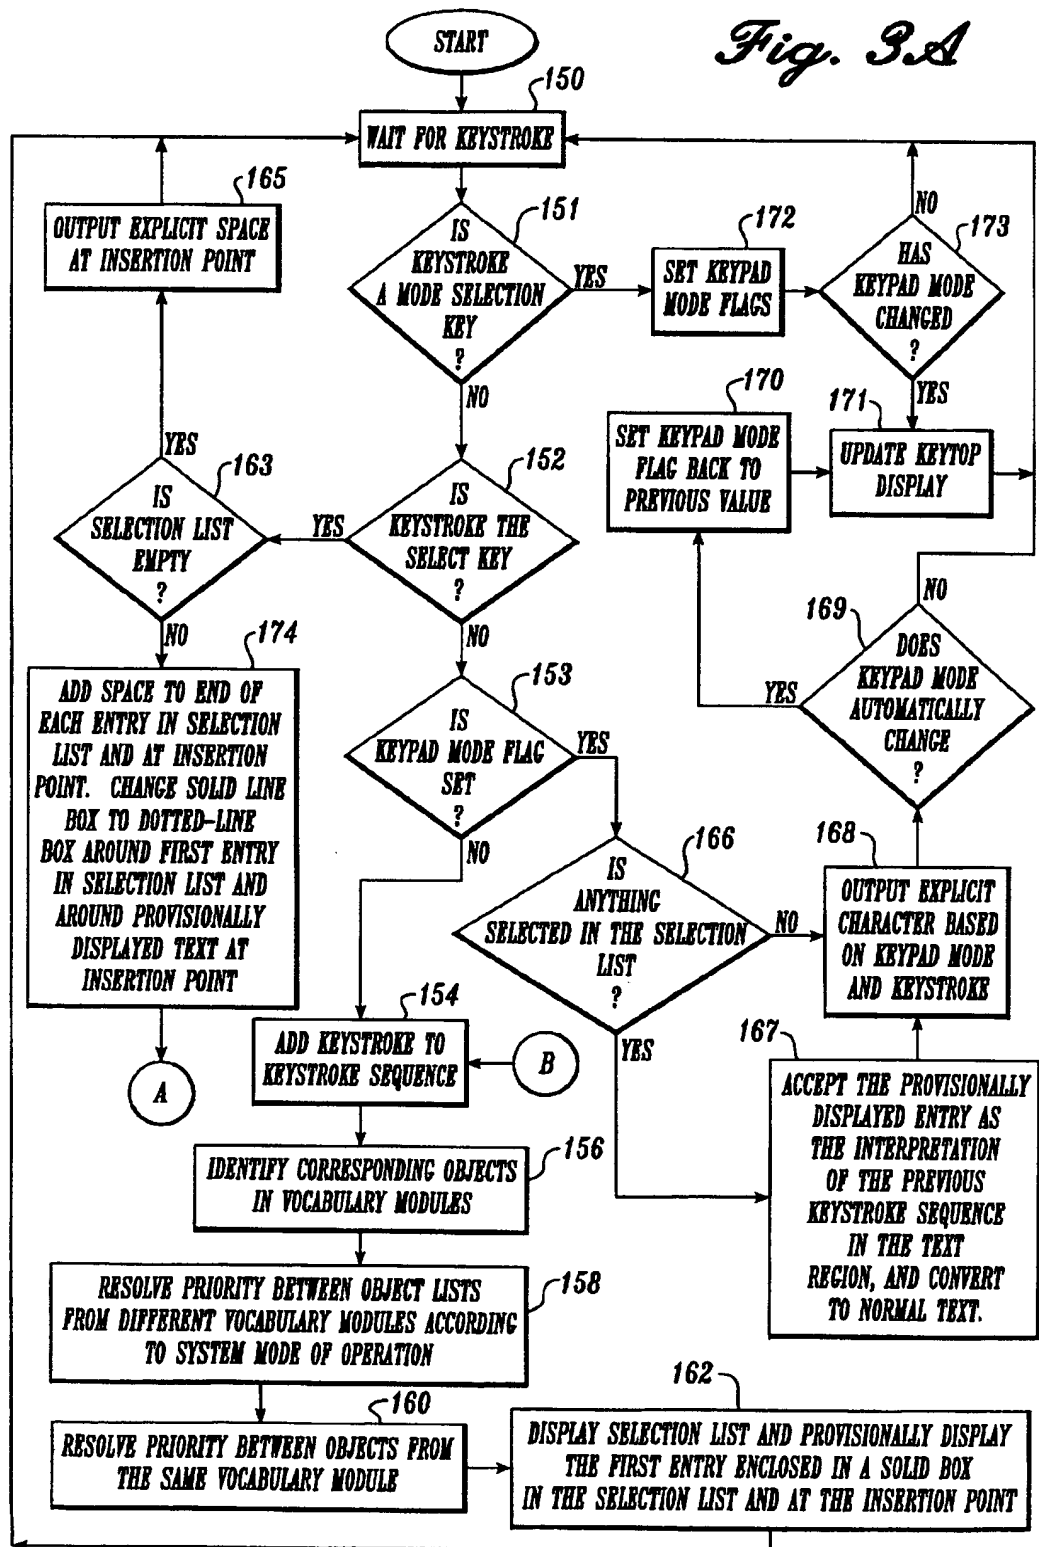 Fig. 3A
START
150
WAIT FOR KEYSTROKE
165
OUTPUT EXPLICIT SPACE
AT INSERTION POINT
151
IS
KEYSTROKE
A MODE SELECTION
KEY
?
YES
NO
172
SET KEYPAD
MODE FLAGS
NO
173
HAS
KEYPAD MODE
CHANGED
?
YES
170
SET KEYPAD MODE
FLAG BACK TO
PREVIOUS VALUE
171
UPDATE KEYTOP
DISPLAY
YES
163
IS
SELECTION LIST
EMPTY
?
NO
152
IS
KEYSTROKE THE
SELECT KEY
?
YES
NO
169
NO
DOES
KEYPAD MODE
AUTOMATICALLY
CHANGE
?
YES
174
ADD SPACE TO END OF
EACH ENTRY IN SELECTION
LIST AND AT INSERTION
POINT. CHANGE SOLID LINE
BOX TO DOTTED-LINE
BOX AROUND FIRST ENTRY
IN SELECTION LIST AND
AROUND PROVISIONALLY
DISPLAYED TEXT AT
INSERTION POINT
A
153
IS
KEYPAD MODE FLAG
SET
?
YES
NO
166
IS
ANYTHING
SELECTED IN THE SELECTION
LIST
?
NO
YES
168
OUTPUT EXPLICIT
CHARACTER BASED
ON KEYPAD MODE
AND KEYSTROKE
154
ADD KEYSTROKE TO
KEYSTROKE SEQUENCE
B
167
ACCEPT THE PROVISIONALLY
DISPLAYED ENTRY AS
THE INTERPRETATION
OF THE PREVIOUS
KEYSTROKE SEQUENCE
IN THE TEXT
REGION, AND CONVERT
TO NORMAL TEXT.
156
IDENTIFY CORRESPONDING OBJECTS
IN VOCABULARY MODULES
158
RESOLVE PRIORITY BETWEEN OBJECT LISTS
FROM DIFFERENT VOCABULARY MODULES ACCORDING
TO SYSTEM MODE OF OPERATION
160
RESOLVE PRIORITY BETWEEN OBJECTS FROM
THE SAME VOCABULARY MODULE
162
DISPLAY SELECTION LIST AND PROVISIONALLY DISPLAY
THE FIRST ENTRY ENCLOSED IN A SOLID BOX
IN THE SELECTION LIST AND AT THE INSERTION POINT